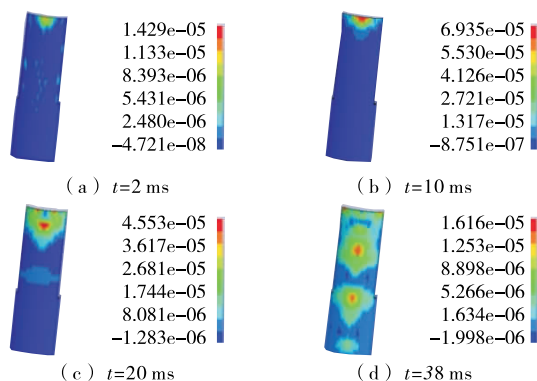 1.429e−05
1.133e−05
8.393e−06
5.431e−06
2.480e−06
−4.721e−08
(a) t=2 ms
6.935e−05
5.530e−05
4.126e−05
2.721e−05
1.317e−05
−8.751e−07
(b) t=10 ms
4.553e−05
3.617e−05
2.681e−05
1.744e−05
8.081e−06
−1.283e−06
(c) t=20 ms
1.616e−05
1.253e−05
8.898e−06
5.266e−06
1.634e−06
−1.998e−06
(d) t=38 ms